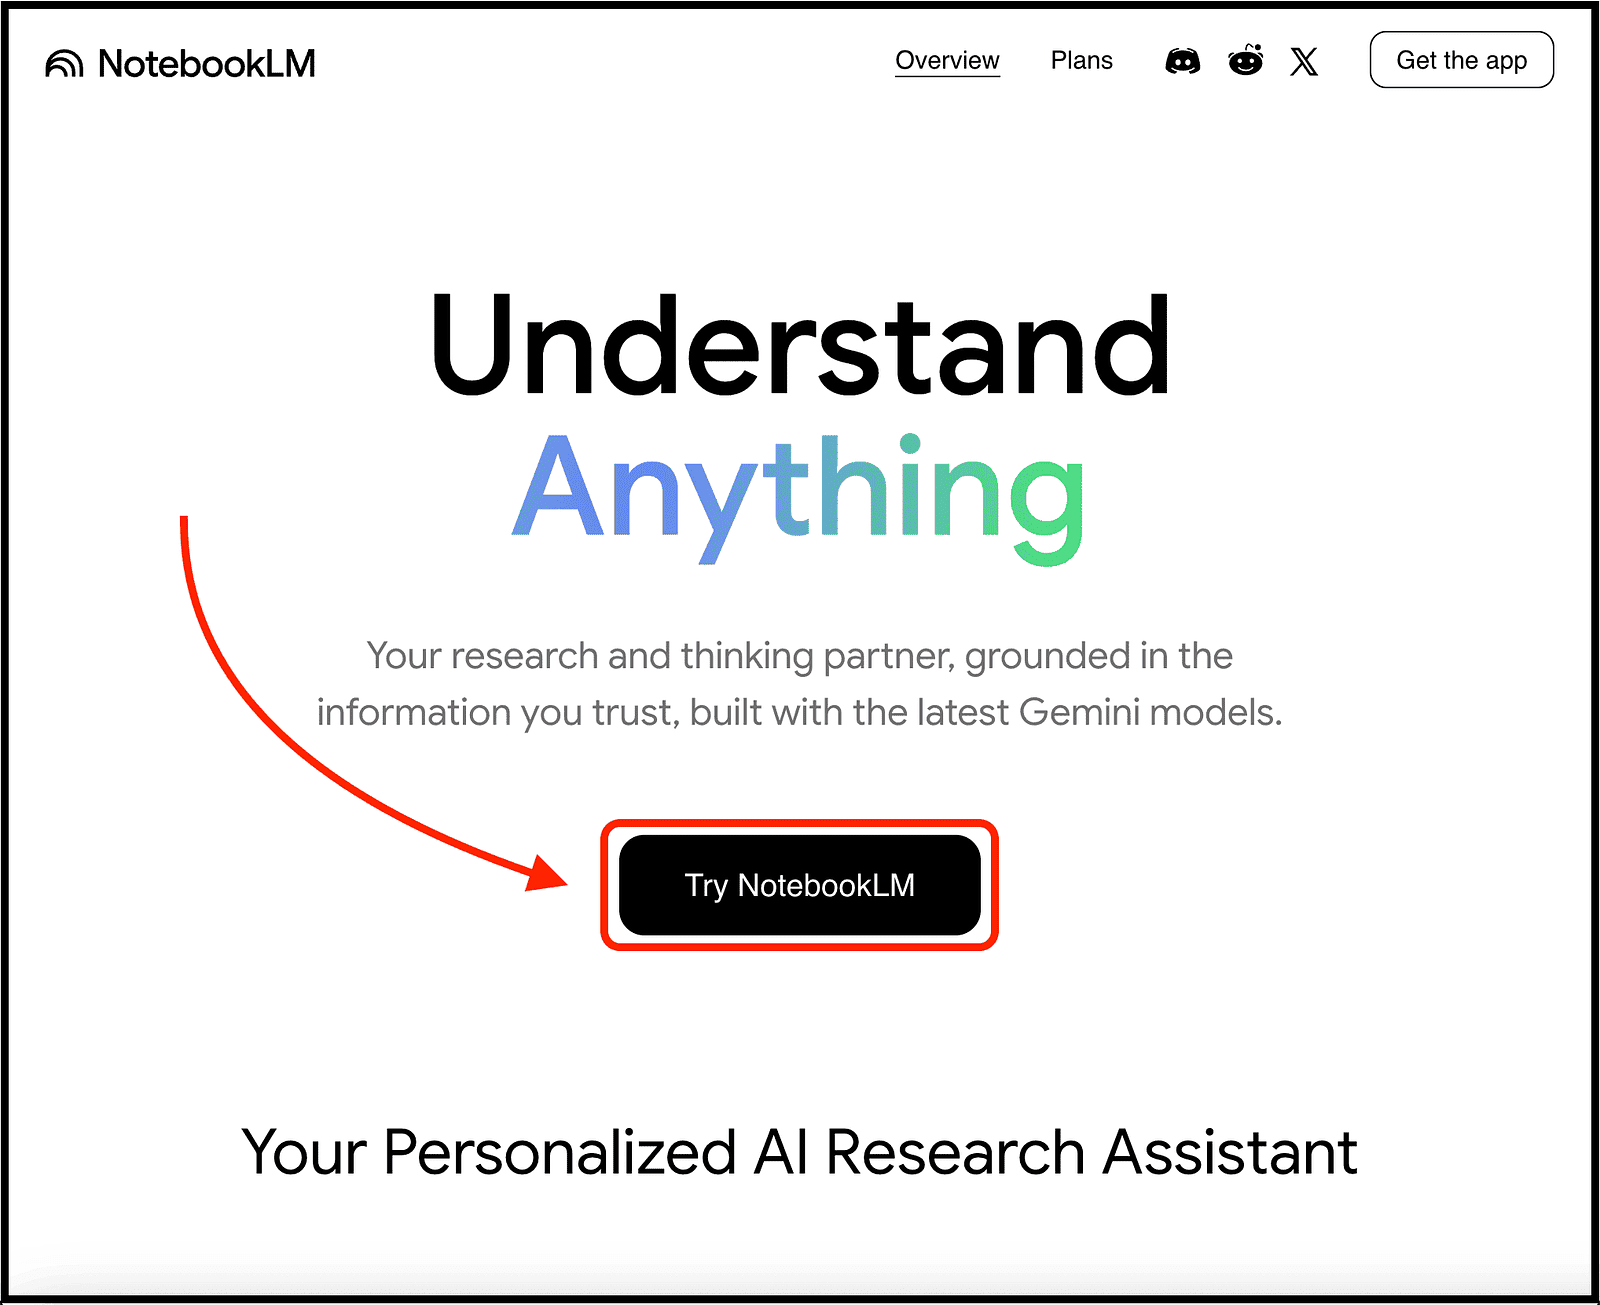 NotebookLM
Overview
Plans
Get the app
Understand
Anything
Your research and thinking partner, grounded in the
information you trust, built with the latest Gemini models.
Try NotebookLM
Your Personalized AI Research Assistant